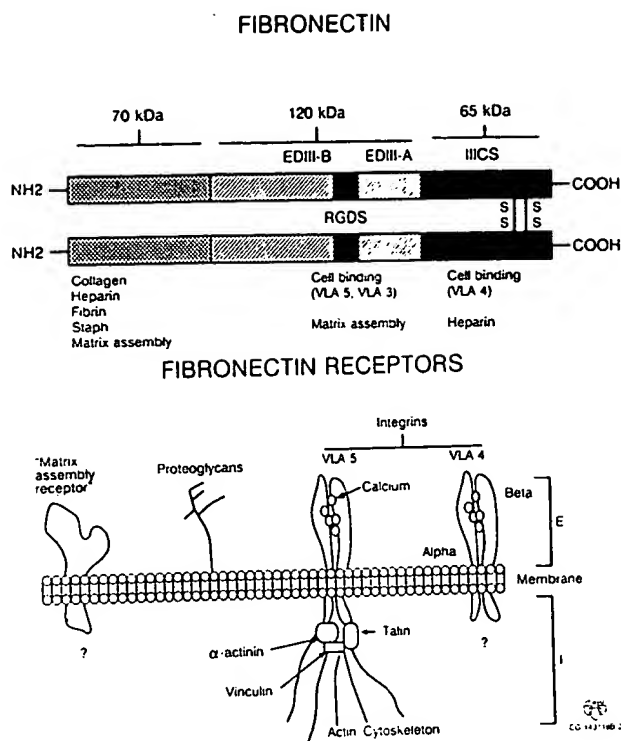 FIBRONECTIN
70 kDa 120 kDa 65 kDa
EDIII-B EDIII-A IIICS
NH2 COOH
RGDS S S
S S
NH2 COOH
Collagen
Heparin
Fibrin
Staph
Matrix assembly
Cell binding
(VLA 5, VLA 3)
Matrix assembly
Cell binding
(VLA 4)
Heparin
FIBRONECTIN RECEPTORS
Integrins
VLA 5 VLA 4
"Matrix
assembly
receptor"
Proteoglycans
Calcium
Beta
E
Alpha
Membrane
?
α-actinin
Talin
?
Vinculin
I
Actin Cytoskeleton